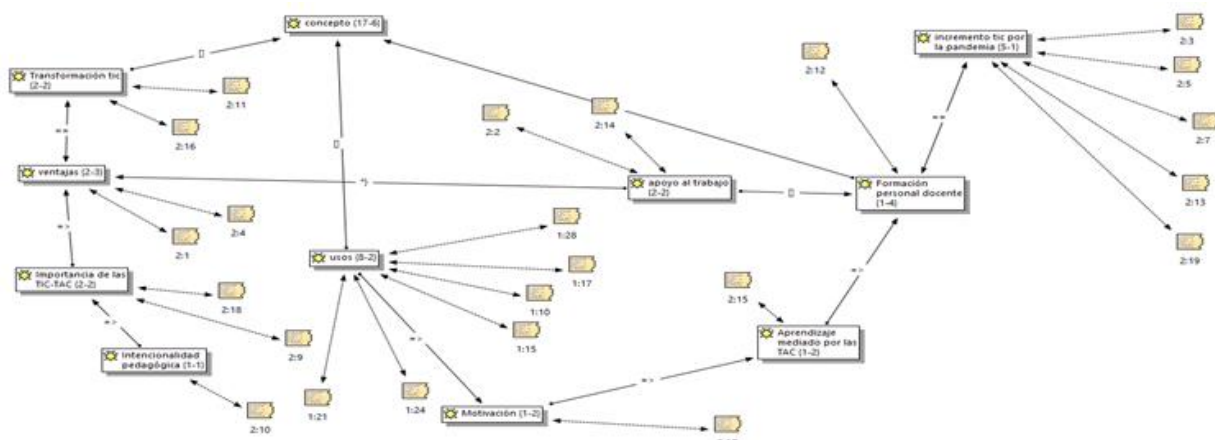 concepto (17-6)
incremento tic por
la pandemia (5-1)
2:3
2:5
2:7
2:13
2:19
2:12
Transformación tic
(2-2)
2:11
2:16
2:2
2:14
ventajas (2-3)
2:4
2:1
apoyo al trabajo
(2-2)
Formación
personal docente
(1-4)
usos (8-2)
1:28
1:17
1:10
1:15
1:21
1:24
Importancia de las
TIC-TAC (2-2)
2:18
2:9
Intencionalidad
pedagógica (1-1)
2:10
2:15
Aprendizaje
mediado por las
TAC (1-2)
Motivación (1-2)